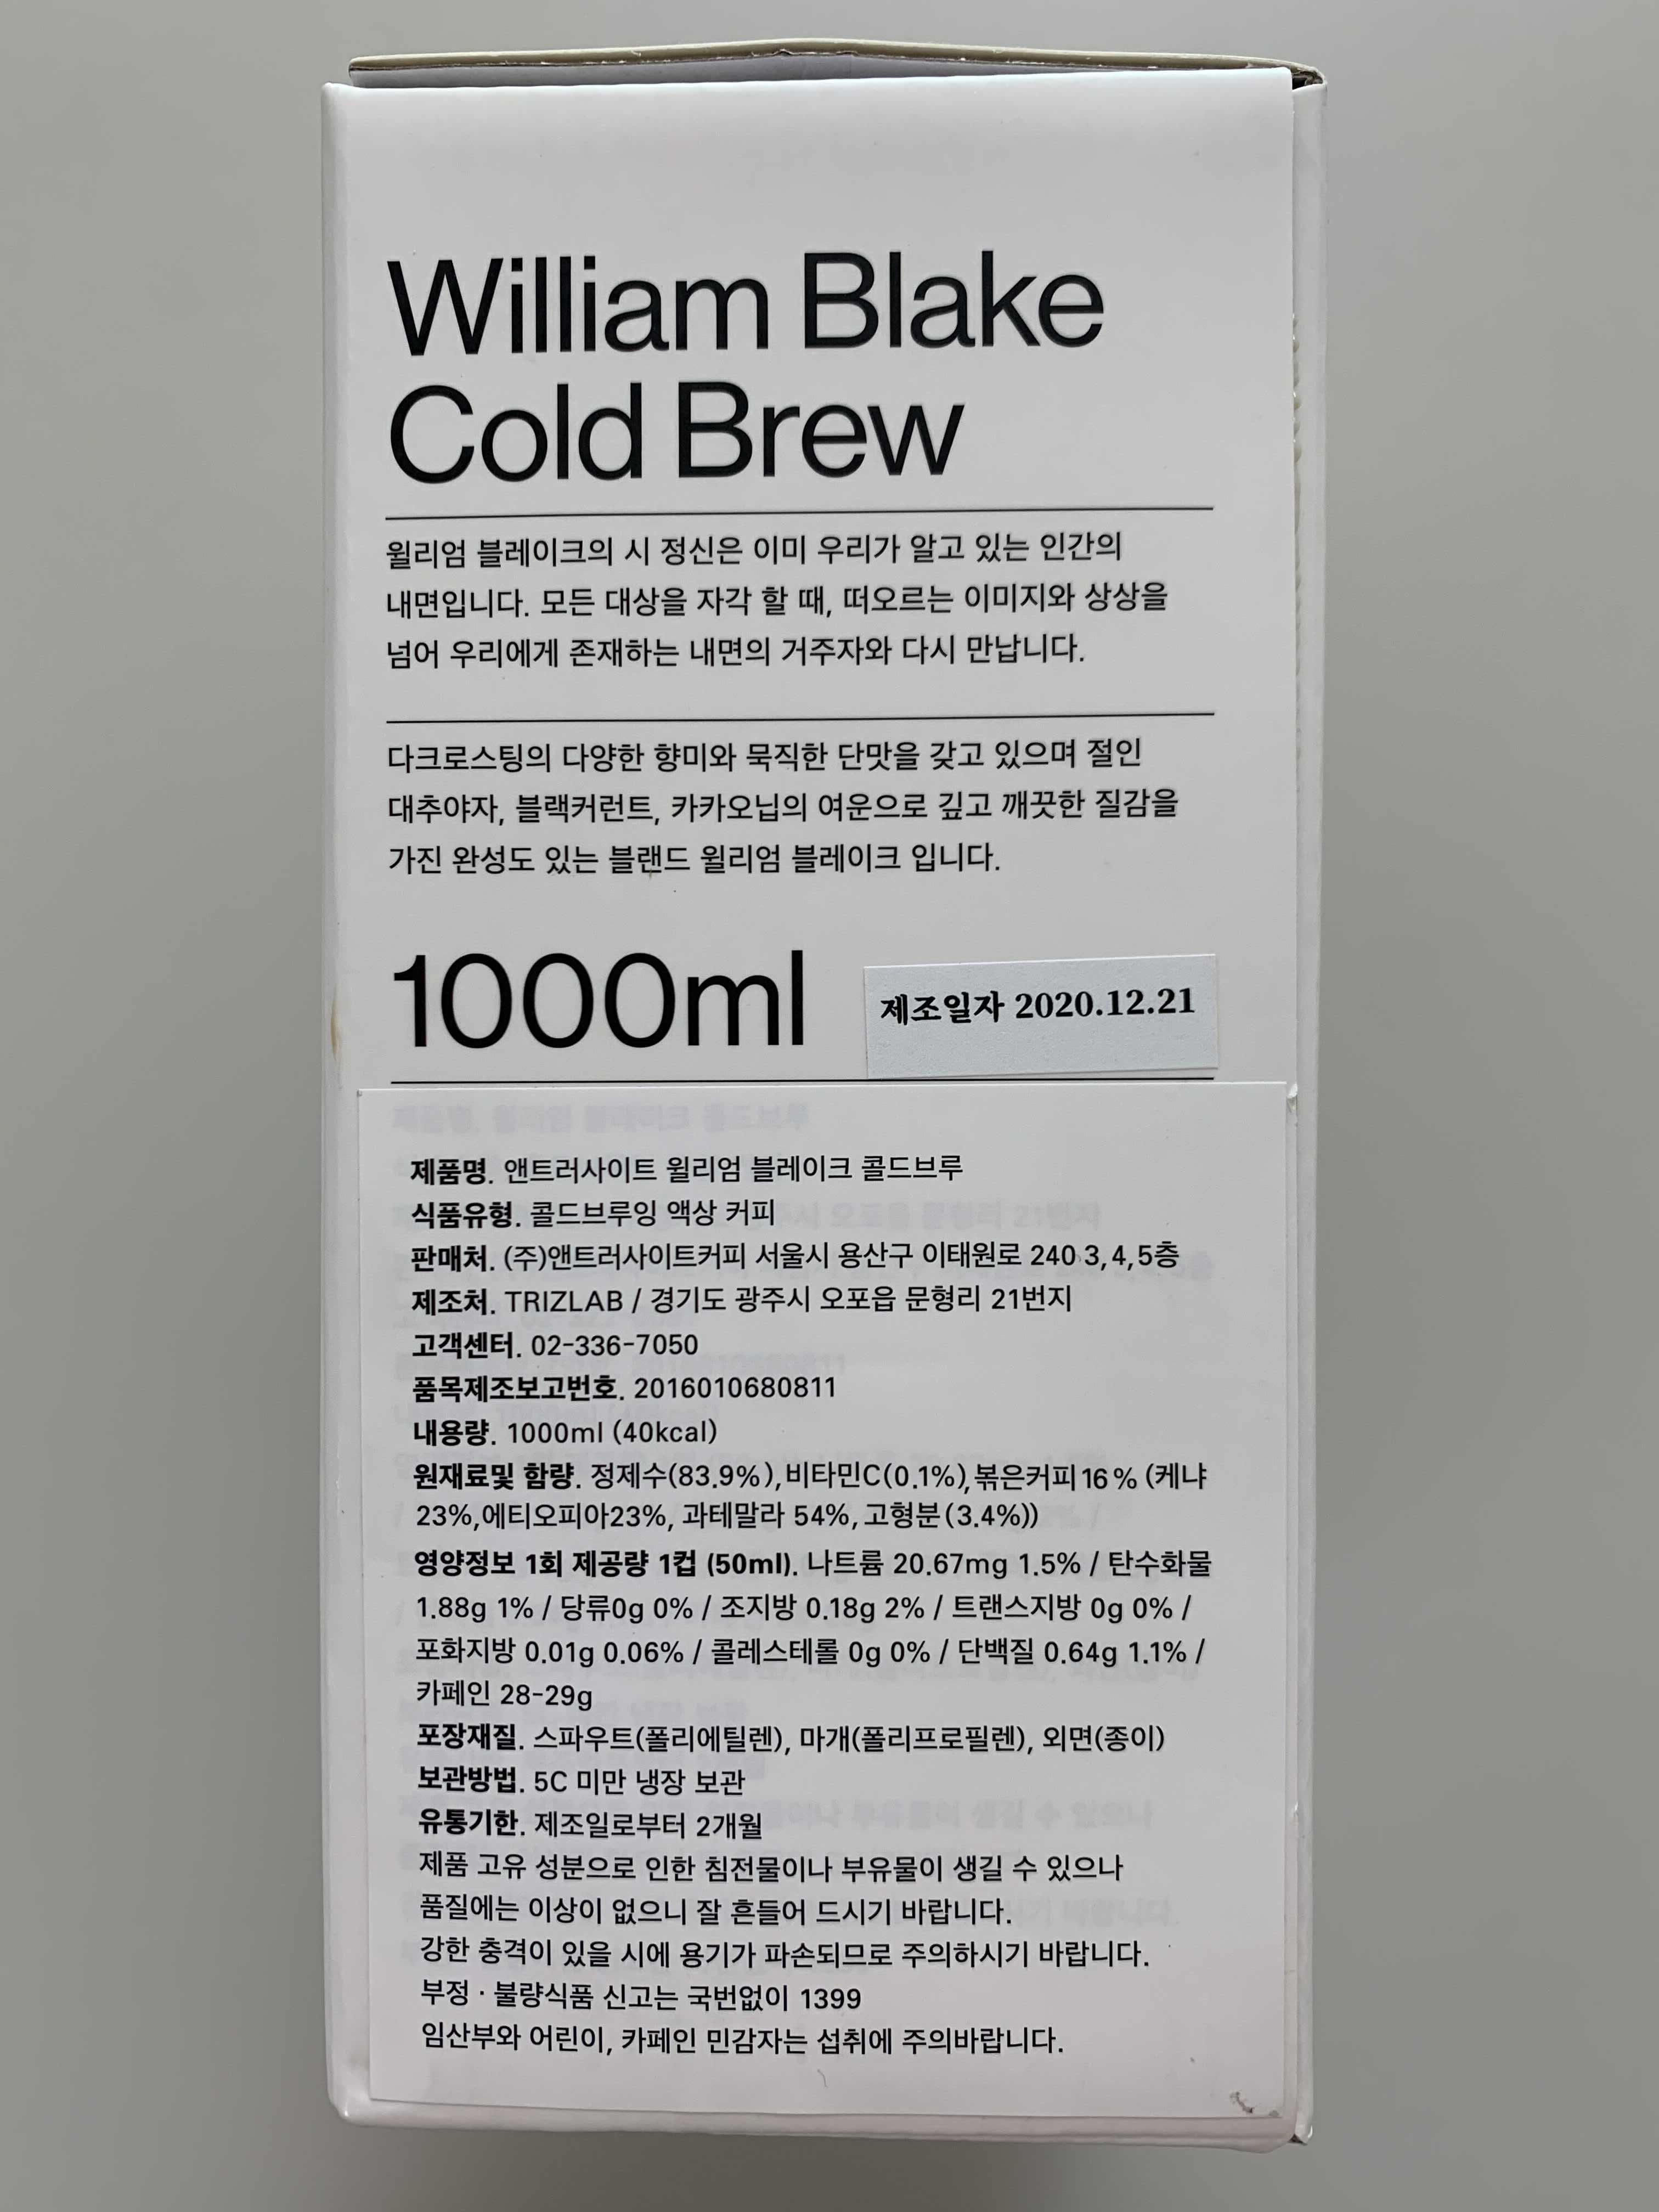 William Blake
Cold Brew
윌리엄 블레이크의 시 정신은 이미 우리가 알고 있는 인간의
내면입니다. 모든 대상을 자각 할 때, 떠오르는 이미지와 상상을
넘어 우리에게 존재하는 내면의 거주자와 다시 만납니다.
다크로스팅의 다양한 향미와 묵직한 단맛을 갖고 있으며 절인
대추야자, 블랙커런트, 카카오닙의 여운으로 깊고 깨끗한 질감을
가진 완성도 있는 블랜드 윌리엄 블레이크 입니다.
1000ml
제조일자 2020.12.21
제품명. 앤트러사이트 윌리엄 블레이크 콜드브루
식품유형. 콜드브루잉 액상 커피
판매처. (주)앤트러사이트커피 서울시 용산구 이태원로 240 3, 4, 5층
제조처. TRIZLAB / 경기도 광주시 오포읍 문형리 21번지
고객센터. 02-336-7050
품목제조보고번호. 2016010680811
내용량. 1000ml (40kcal)
원재료및 함량. 정제수(83.9%), 비타민C(0.1%), 볶은커피 16% (케냐
23%,에티오피아23%, 과테말라 54%, 고형분(3.4%))
영양정보 1회 제공량 1컵 (50ml). 나트륨 20.67mg 1.5% / 탄수화물
1.88g 1% / 당류0g 0% / 조지방 0.18g 2% / 트랜스지방 0g 0% /
포화지방 0.01g 0.06% / 콜레스테롤 0g 0% / 단백질 0.64g 1.1% /
카페인 28-29g
포장재질. 스파우트(폴리에틸렌), 마개(폴리프로필렌), 외면(종이)
보관방법. 5C 미만 냉장 보관
유통기한. 제조일로부터 2개월
제품 고유 성분으로 인한 침전물이나 부유물이 생길 수 있으나
품질에는 이상이 없으니 잘 흔들어 드시기 바랍니다.
강한 충격이 있을 시에 용기가 파손되므로 주의하시기 바랍니다.
부정 · 불량식품 신고는 국번없이 1399
임산부와 어린이, 카페인 민감자는 섭취에 주의바랍니다.